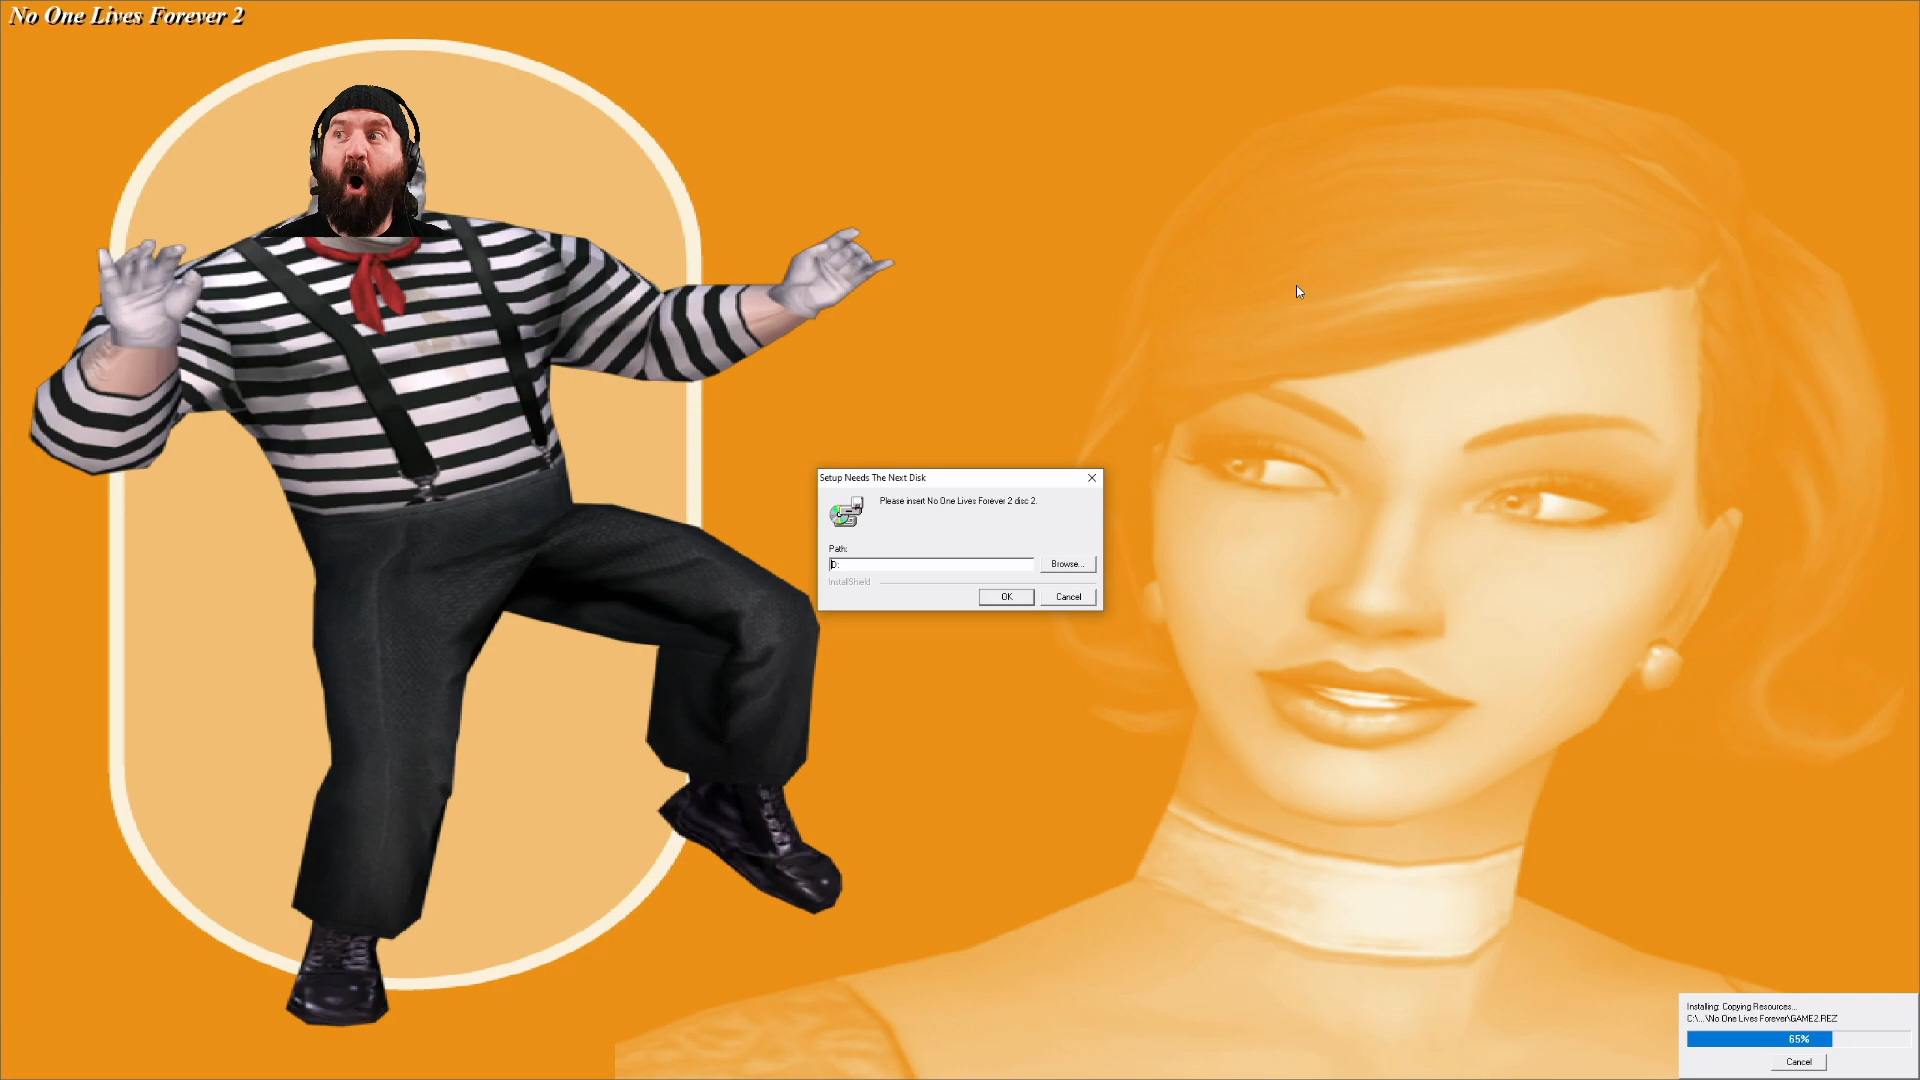 No One Lives Forever 2
Setup Needs The Next Disk
Please insert No One Lives Forever 2 disc 2.
Path:
D:
Browse...
InstallShield
OK
Cancel
Installing: Copying Resources...
C:\...\No One Lives Forever\GAME2.REZ
65%
Cancel